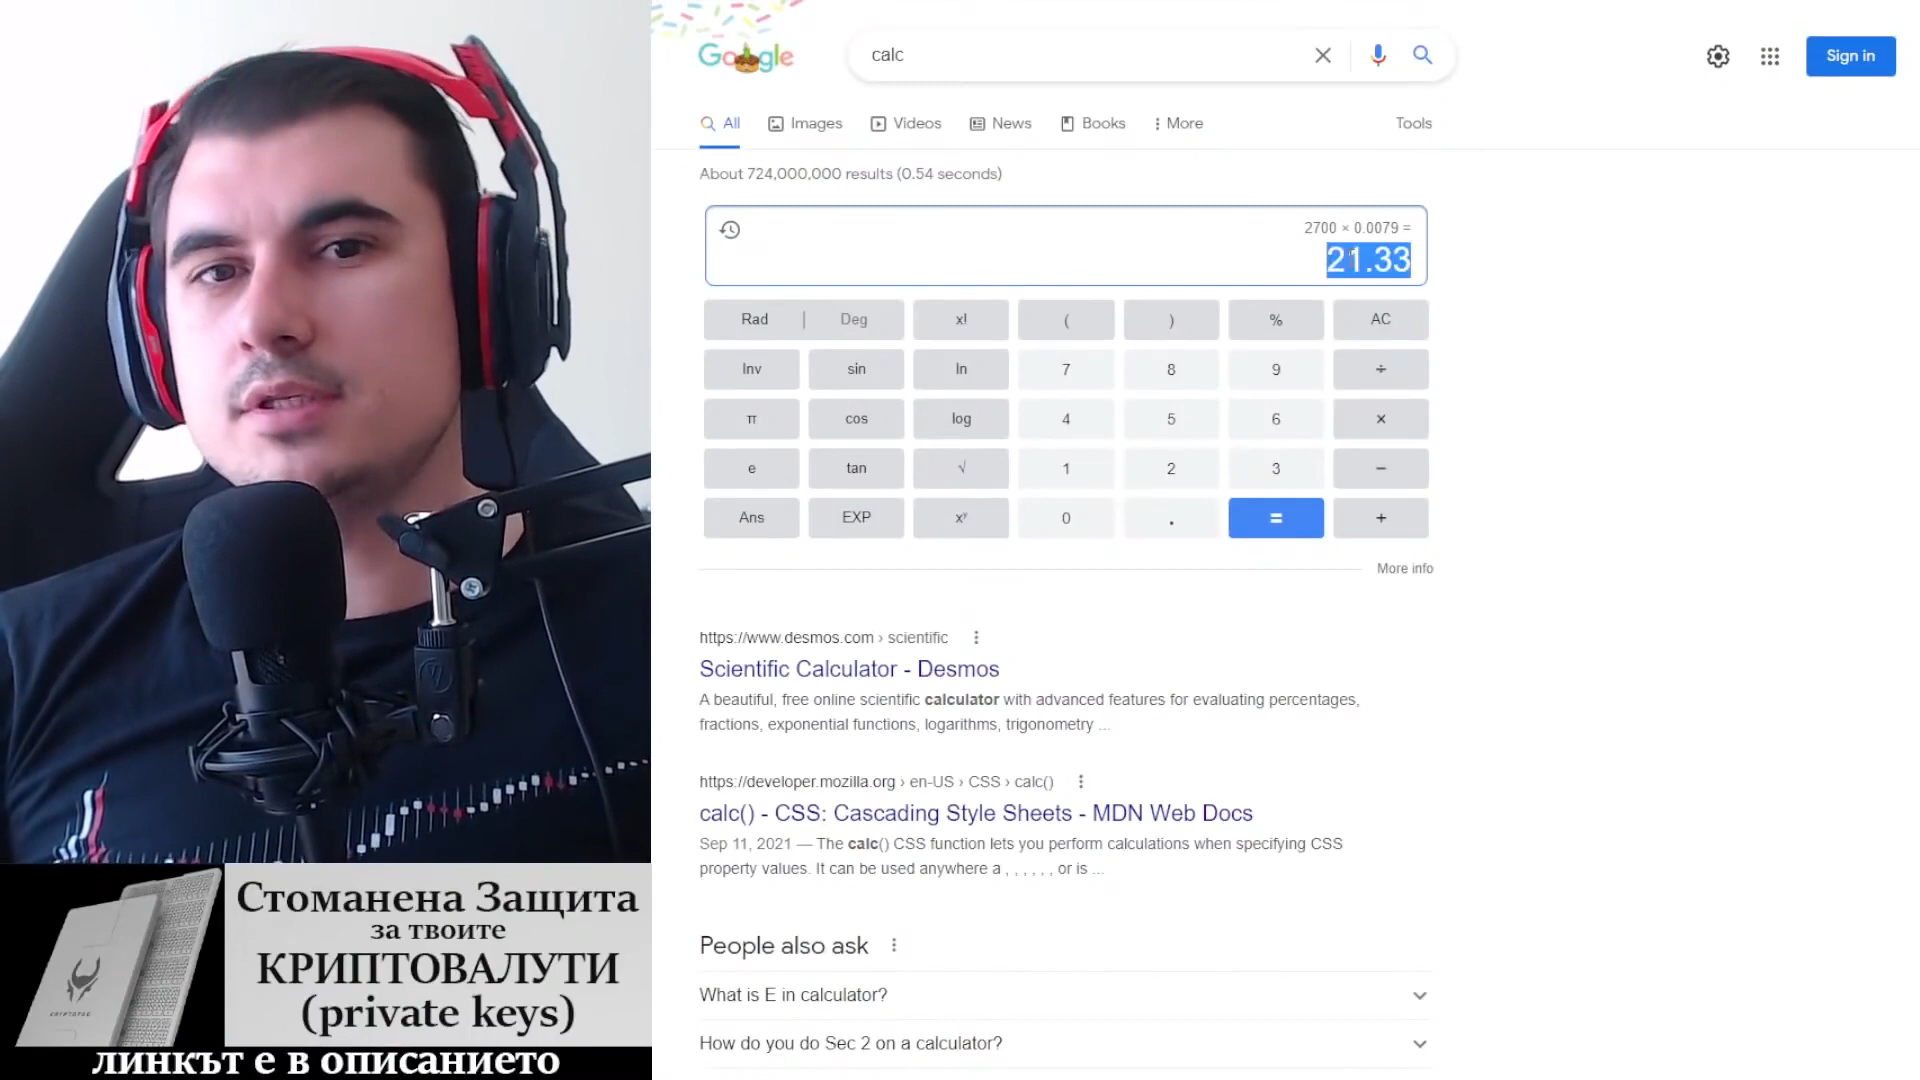 Google
calc
Sign in
All
Images
Videos
News
Books
More
Tools
About 724,000,000 results (0.54 seconds)
2700 × 0.0079 =
21.33
Rad | Deg
x!
(
)
%
AC
Inv
sin
ln
7
8
9
÷
π
cos
log
4
5
6
×
e
tan
√
1
2
3
−
Ans
EXP
xʸ
0
.
=
+
More info
https://www.desmos.com › scientific
Scientific Calculator - Desmos
A beautiful, free online scientific calculator with advanced features for evaluating percentages,
fractions, exponential functions, logarithms, trigonometry ...
https://developer.mozilla.org › en-US › CSS › calc()
calc() - CSS: Cascading Style Sheets - MDN Web Docs
Sep 11, 2021 — The calc() CSS function lets you perform calculations when specifying CSS
property values. It can be used anywhere a , , , , , , or is ...
People also ask
What is E in calculator?
How do you do Sec 2 on a calculator?
Стоманена Защита
за твоите
КРИПТОВАЛУТИ
(private keys)
линкът е в описанието